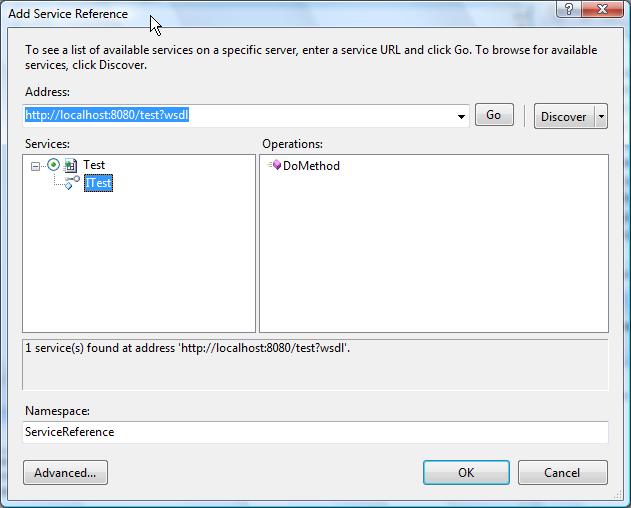 Add Service Reference
To see a list of available services on a specific server, enter a service URL and click Go. To browse for available
services, click Discover.
Address:
http://localhost:8080/test?wsdl
Go
Discover
Services:
Operations:
Test
ITest
DoMethod
1 service(s) found at address 'http://localhost:8080/test?wsdl'.
Namespace:
ServiceReference
Advanced...
OK
Cancel